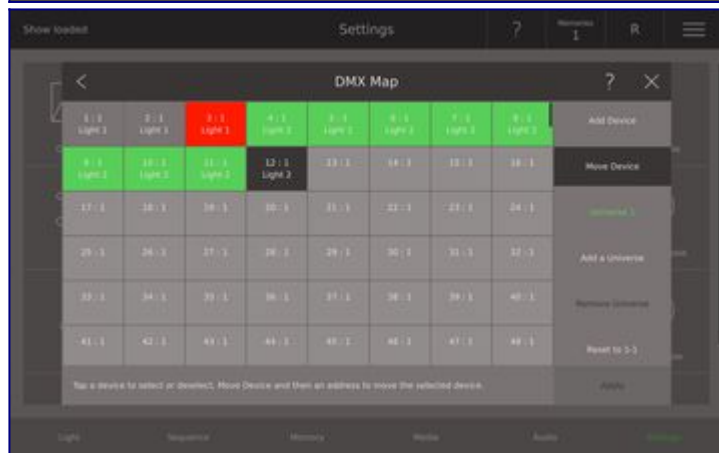 Show loaded
Settings
?
Memories
1
R
<
DMX Map
?
1 : 1
Light 1
2 : 1
Light 1
3 : 1
Light 1
4 : 1
Light 2
5 : 1
Light 2
6 : 1
Light 2
7 : 1
Light 2
8 : 1
Light 2
Add Device
9 : 1
Light 2
10 : 1
Light 2
11 : 1
Light 2
12 : 1
Light 2
13 : 1
14 : 1
15 : 1
16 : 1
Move Device
17 : 1
18 : 1
19 : 1
20 : 1
21 : 1
22 : 1
23 : 1
24 : 1
Universe 1
25 : 1
26 : 1
27 : 1
28 : 1
29 : 1
30 : 1
31 : 1
32 : 1
Add a Universe
33 : 1
34 : 1
35 : 1
36 : 1
37 : 1
38 : 1
39 : 1
40 : 1
Remove Universe
41 : 1
42 : 1
43 : 1
44 : 1
45 : 1
46 : 1
47 : 1
48 : 1
Reset to 1-1
Tap a device to select or deselect, Move Device and then an address to move the selected device.
Apply
Light
Sequence
Memory
Media
Audio
Settings